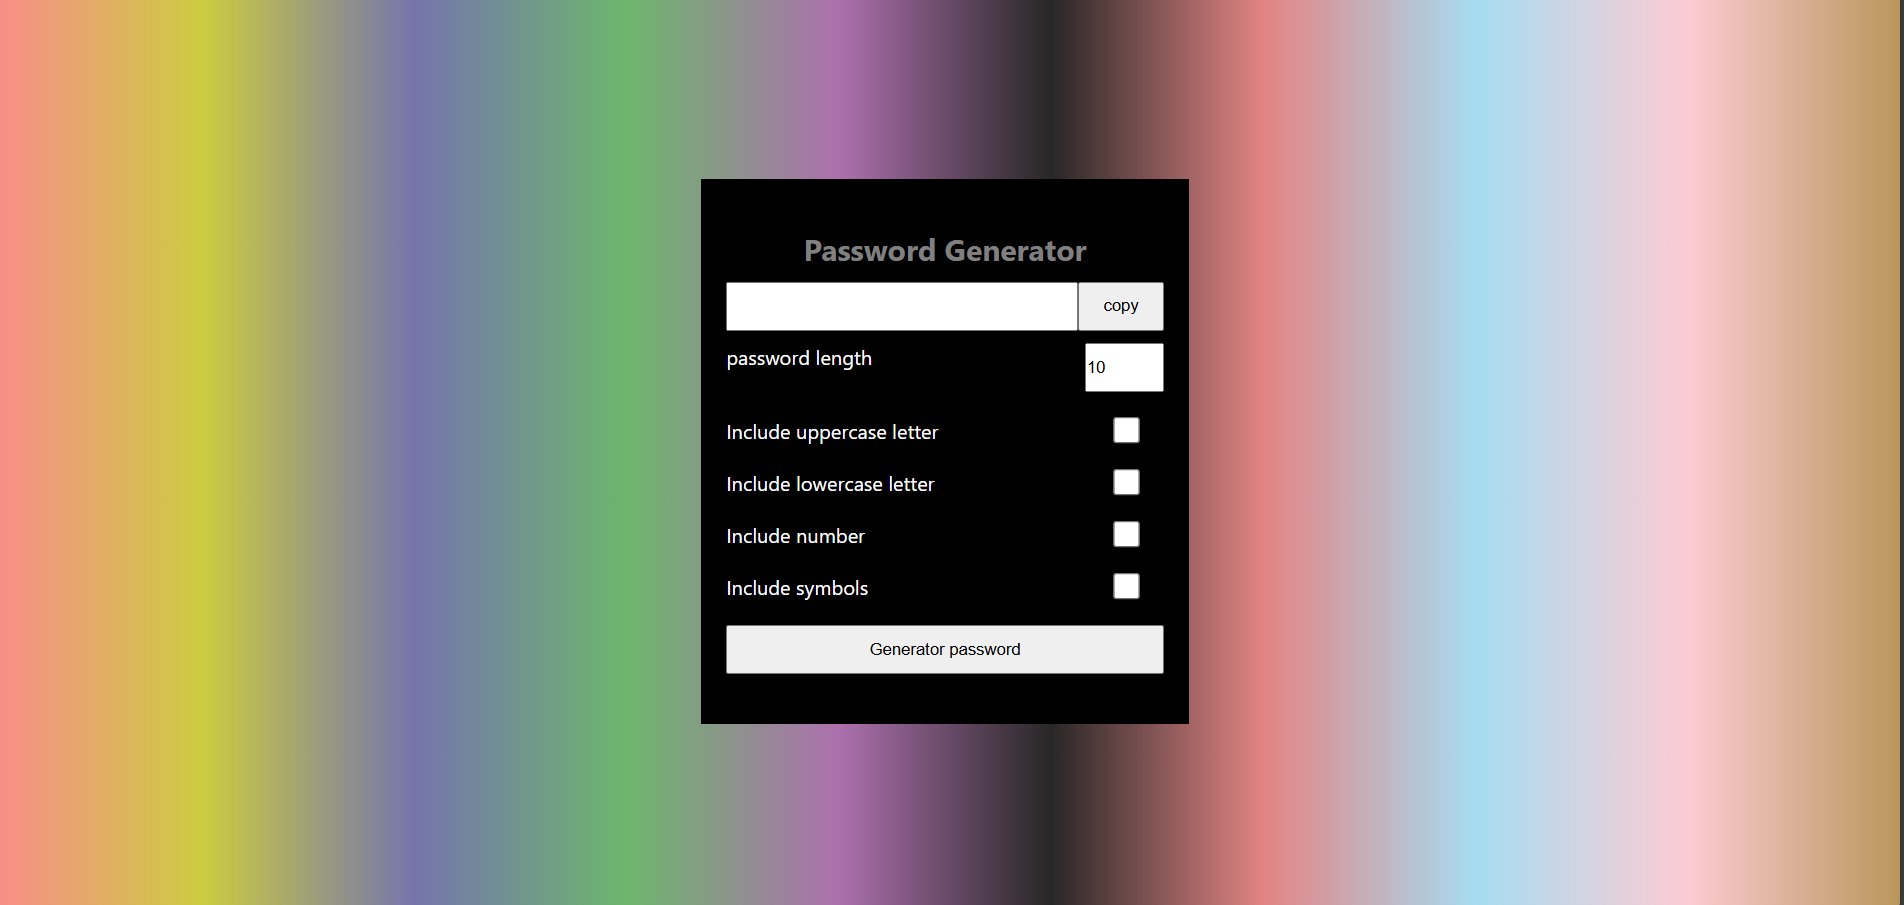 Password Generator
copy
password length
10
Include uppercase letter
Include lowercase letter
Include number
Include symbols
Generator password